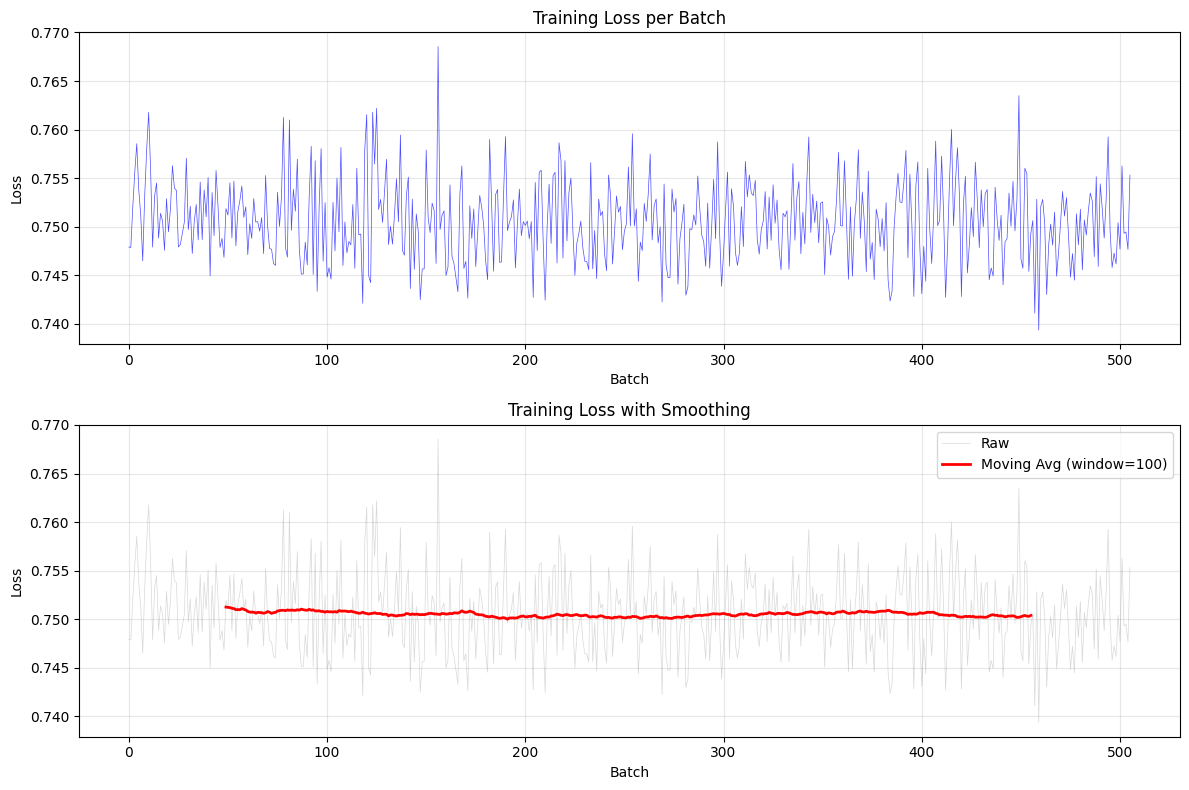 Training Loss per Batch
0.770
0.765
0.760
0.755
0.750
0.745
0.740
Loss
0 100 200 300 400 500
Batch
Training Loss with Smoothing
0.770
0.765
0.760
0.755
0.750
0.745
0.740
Loss
Raw
Moving Avg (window=100)
0 100 200 300 400 500
Batch